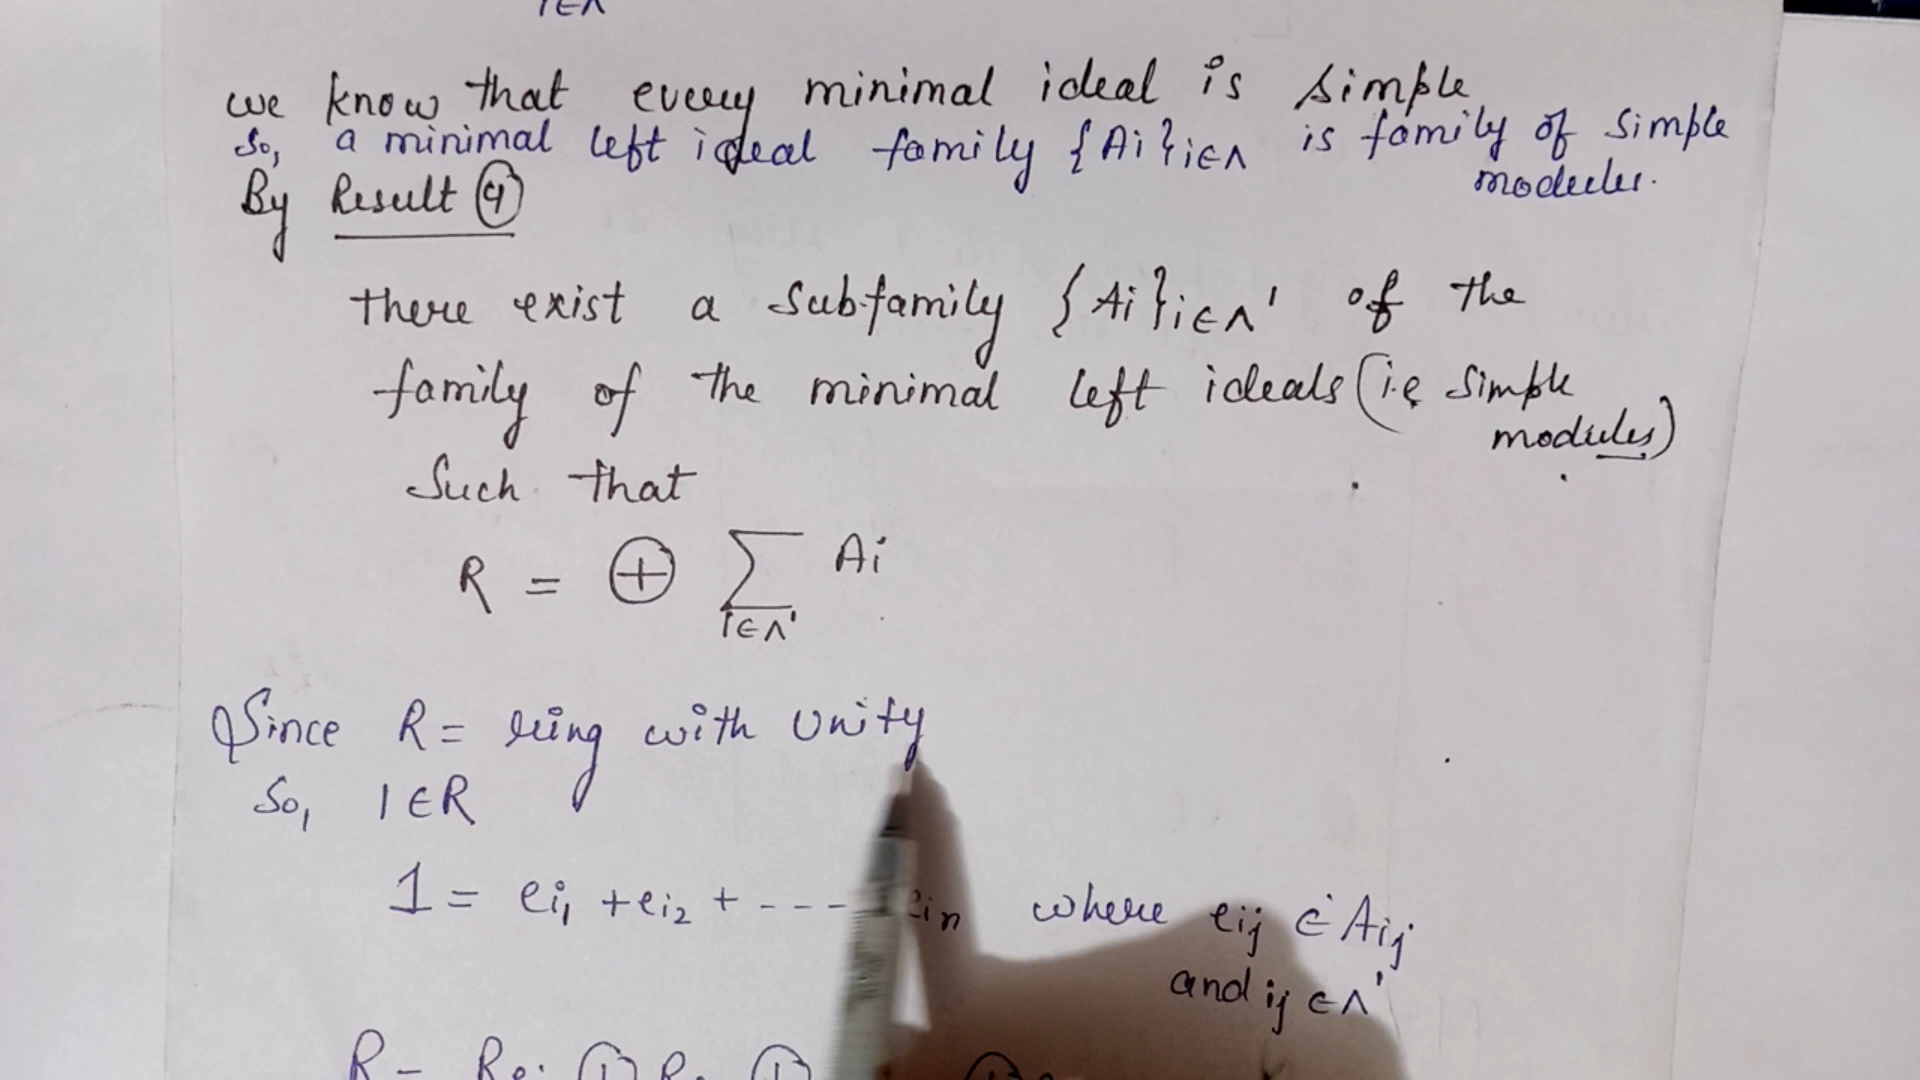 i∈Λ
we know that every minimal ideal is simple
So, a minimal left ideal family {Ai}i∈Λ is family of simple
modules.
By Result ④
there exist a subfamily {Ai}i∈Λ' of the
family of the minimal left ideals (i.e simple
modules)
Such that
R = ⊕ Σ Ai
i∈Λ'
Since R = ring with Unity
So, 1∈R
1 = ei₁ + ei₂ + --- ein where eij ∈ Aij
and ij ∈ Λ'
R = Re